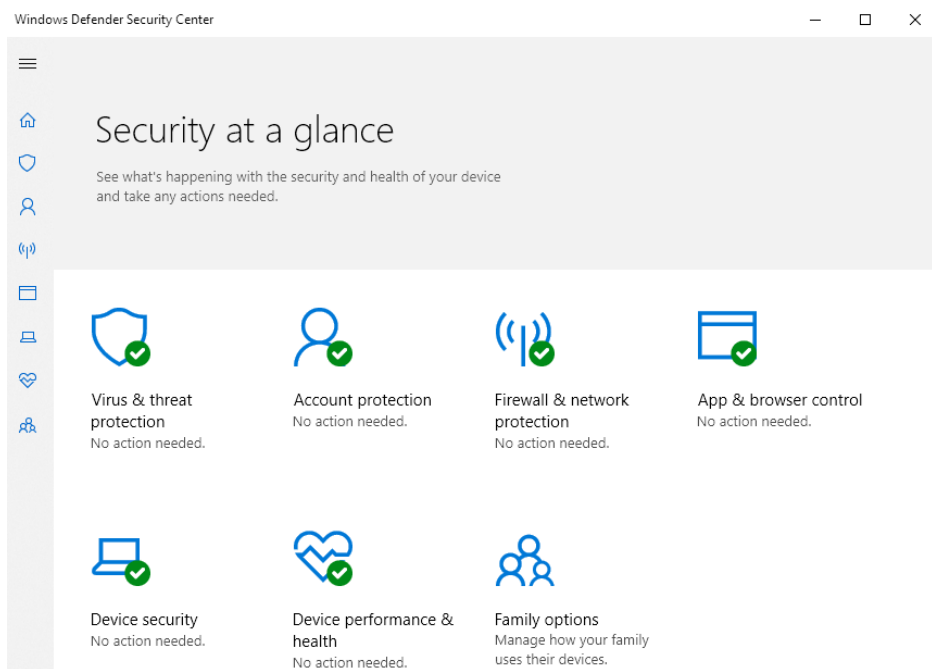 Windows Defender Security Center
Security at a glance
See what's happening with the security and health of your device
and take any actions needed.
Virus & threat
protection
No action needed.
Account protection
No action needed.
Firewall & network
protection
No action needed.
App & browser control
No action needed.
Device security
No action needed.
Device performance &
health
No action needed.
Family options
Manage how your family
uses their devices.